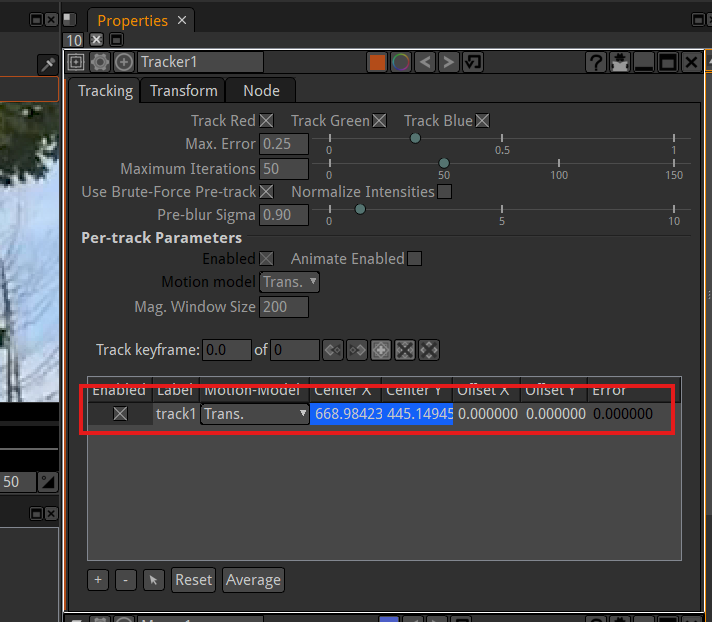 Properties
10
Tracker1
?
Tracking Transform Node
Track Red Track Green Track Blue
Max. Error 0.25
0 0.5 1
Maximum Iterations 50
0 50 100 150
Use Brute-Force Pre-track Normalize Intensities
Pre-blur Sigma 0.90
0 5 10
Per-track Parameters
Enabled Animate Enabled
Motion model Trans.
Mag. Window Size 200
Track keyframe: 0.0 of 0
Enabled Label Motion-Model Center X Center Y Offset X Offset Y Error
track1 Trans. 668.98423 445.14945 0.000000 0.000000 0.000000
50
+ - Reset Average